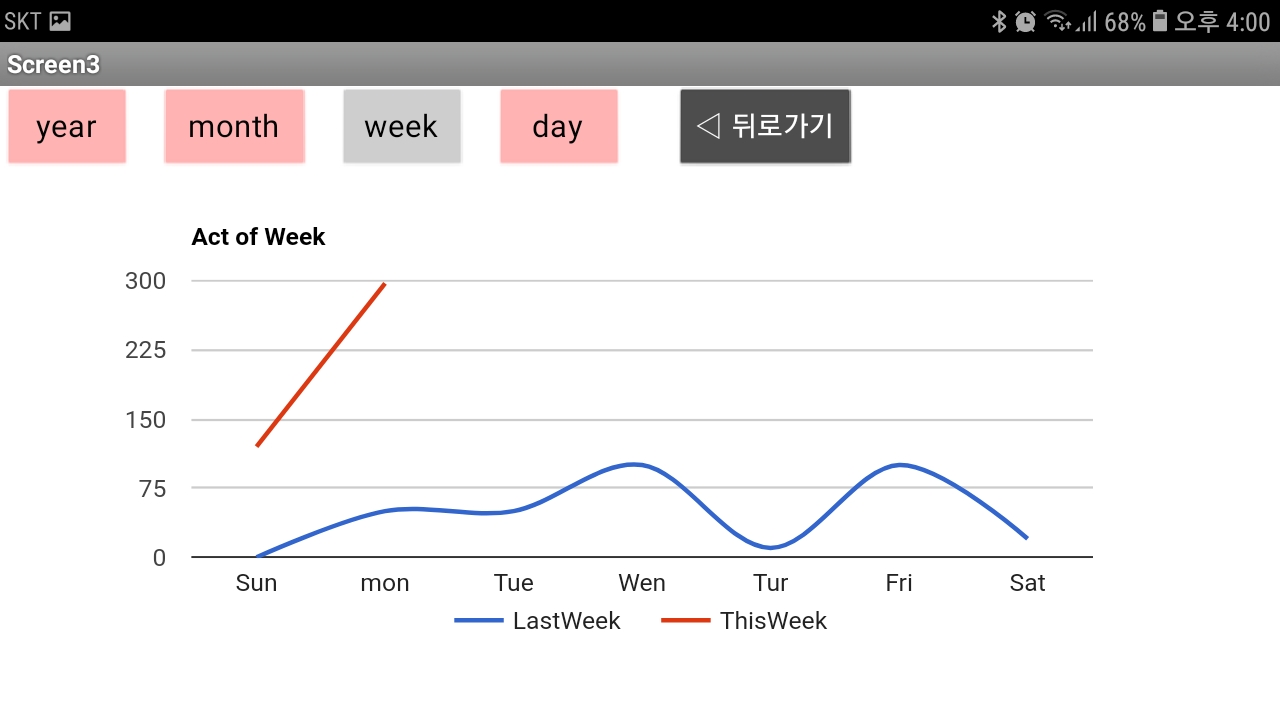 SKT 68% 오후 4:00
Screen3
year month week day ◁ 뒤로가기
Act of Week
300
225
150
75
0
Sun mon Tue Wen Tur Fri Sat
LastWeek ThisWeek